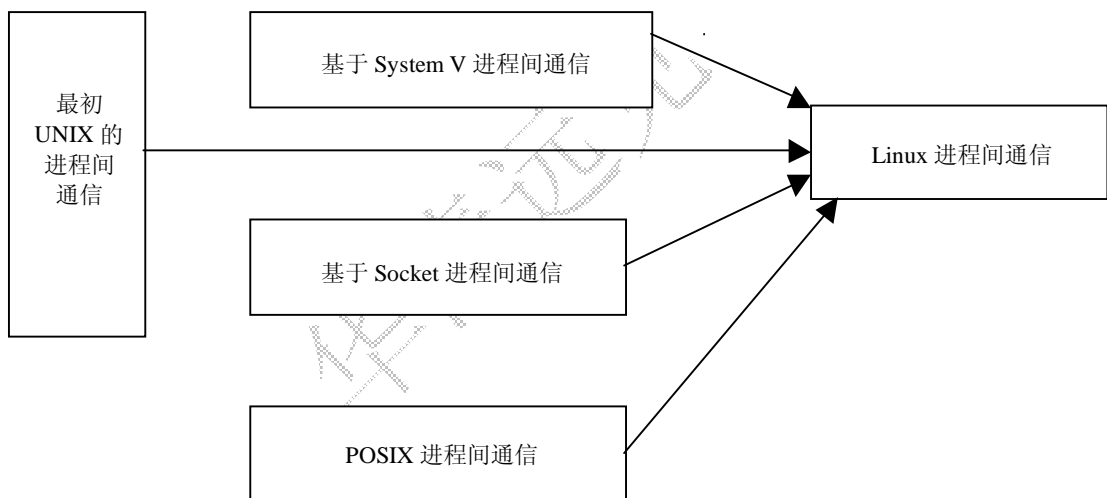 最初
UNIX 的
进程间
通信
基于 System V 进程间通信
基于 Socket 进程间通信
POSIX 进程间通信
Linux 进程间通信